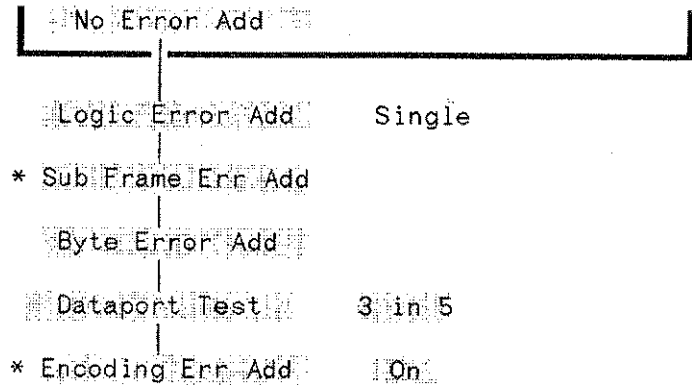 No Error Add
Logic Error Add Single
* Sub Frame Err Add
Byte Error Add
Dataport Test 3 in 5
* Encoding Err Add On